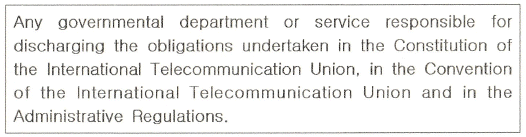 Any governmental department or service responsible for
discharging the obligations undertaken in the Constitution of
the International Telecommunication Union, in the Convention
of the International Telecommunication Union and in the
Administrative Regulations.